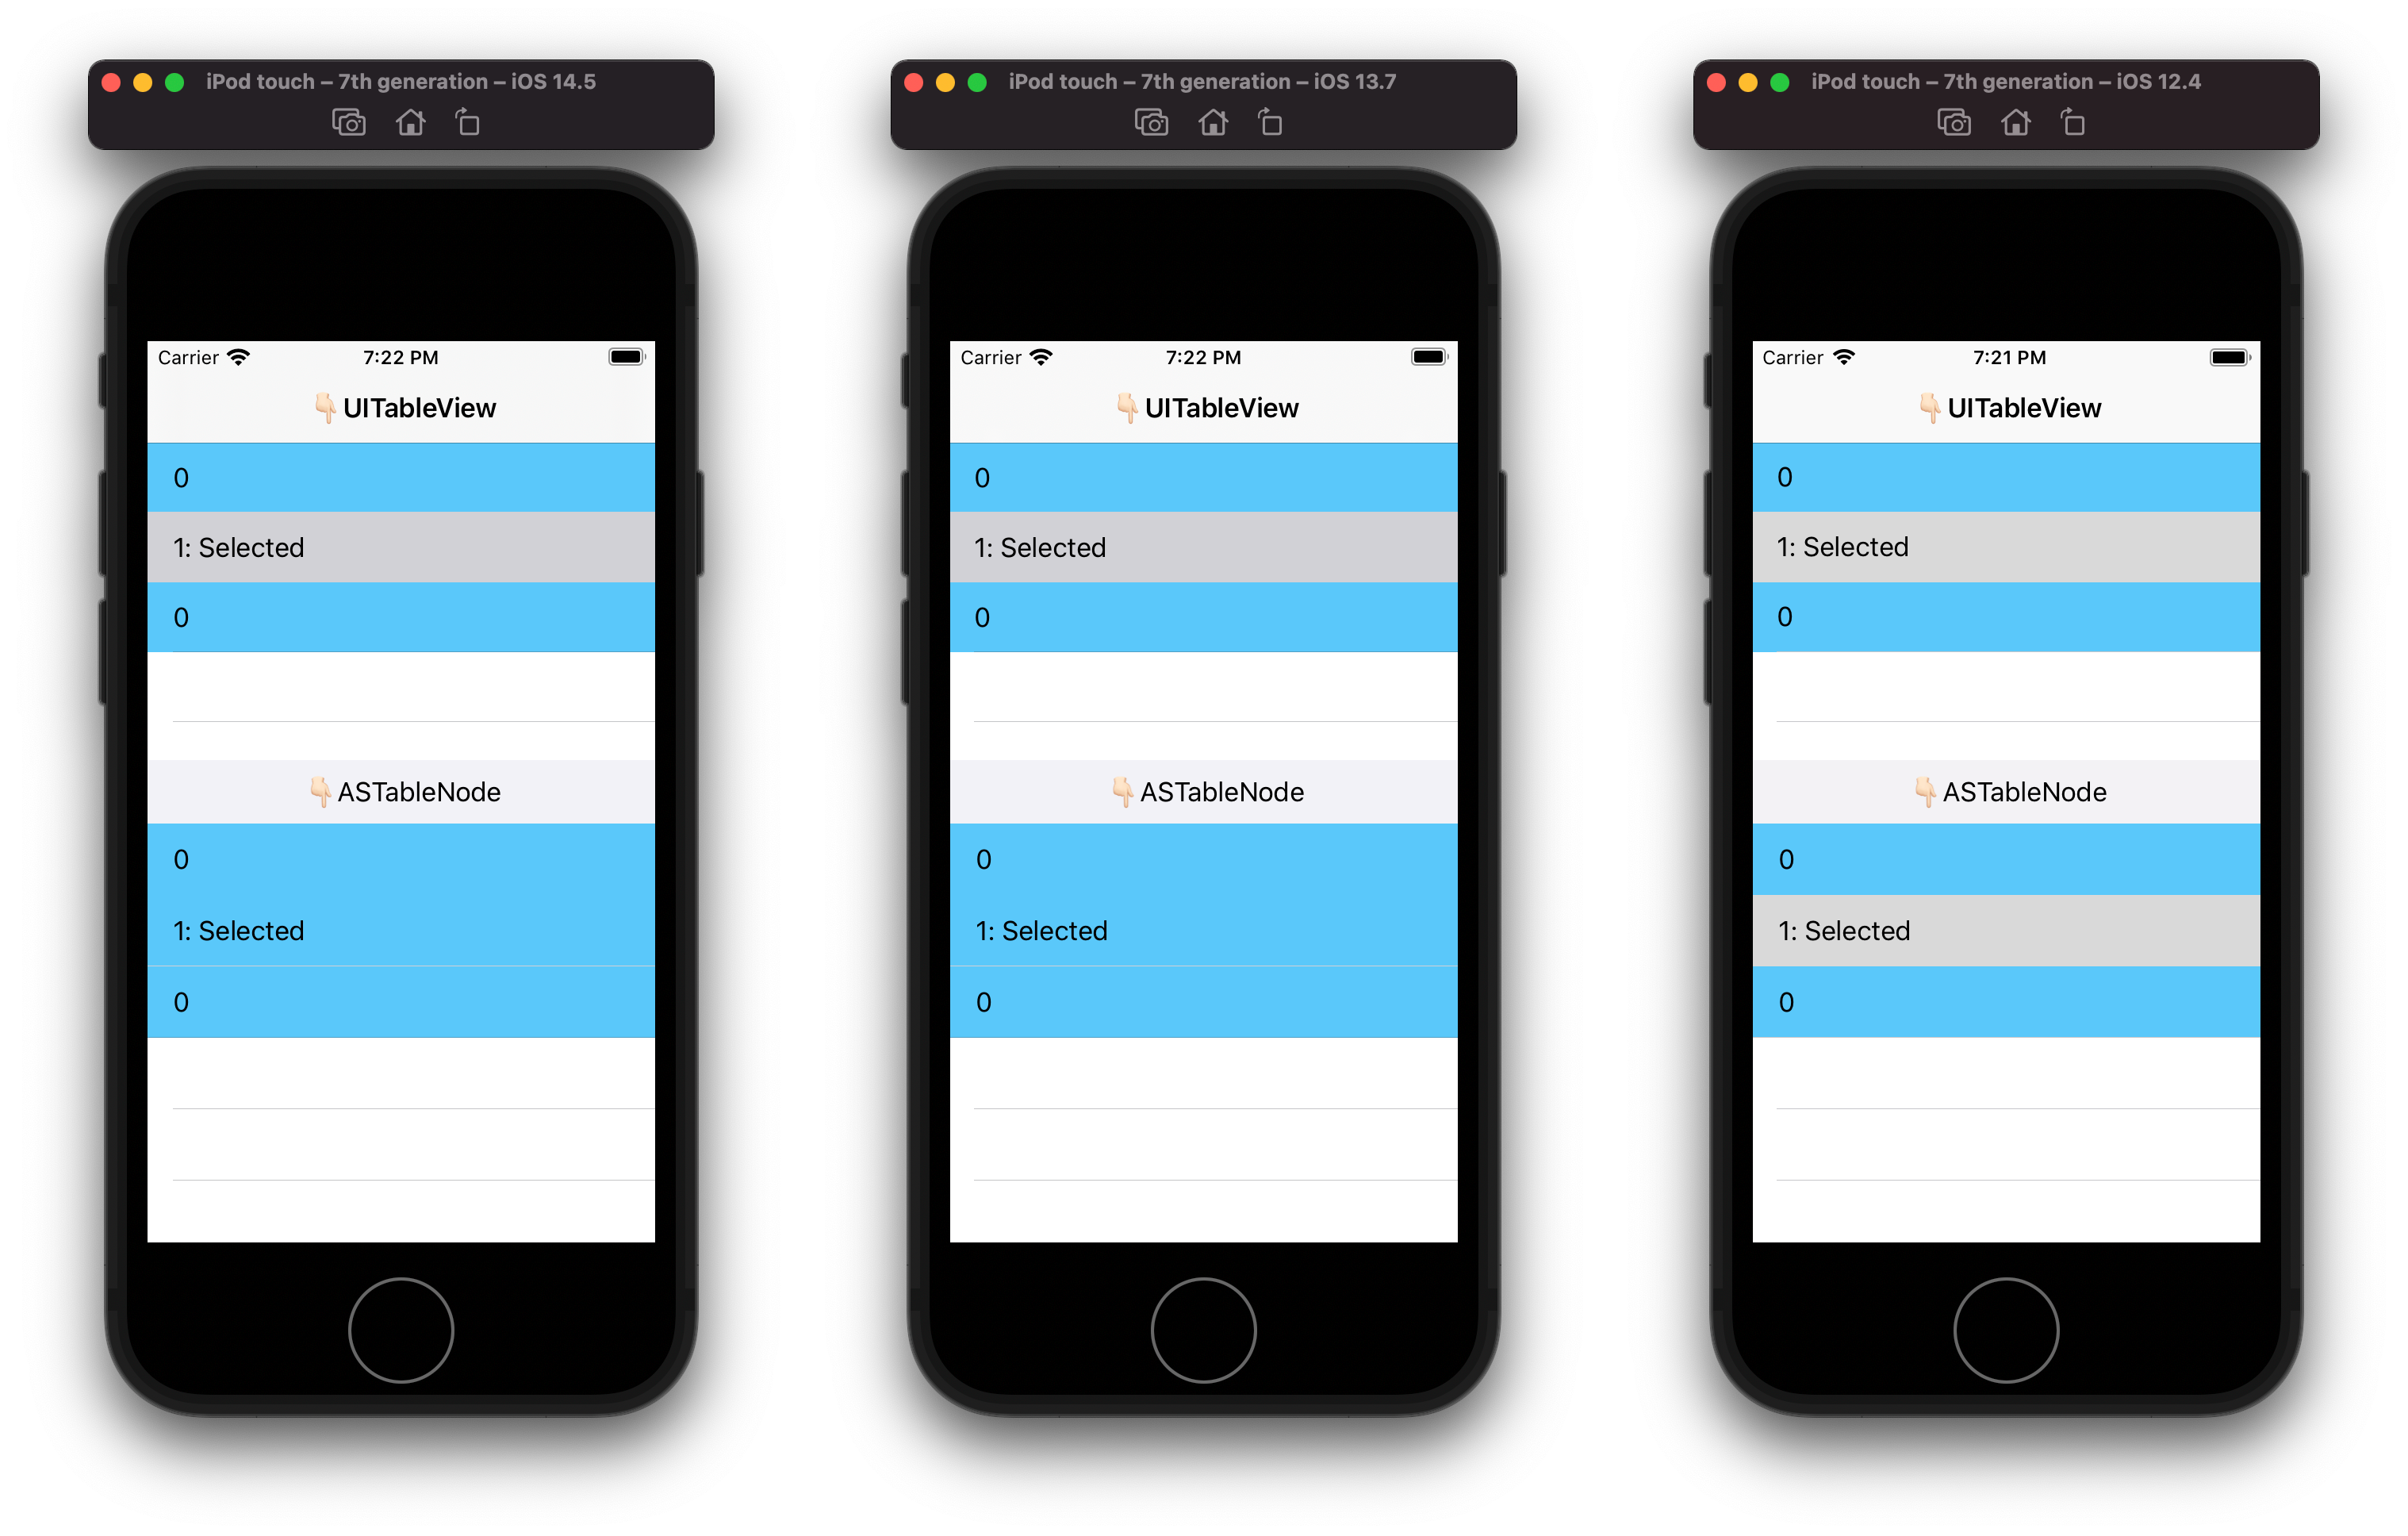 iPod touch – 7th generation – iOS 14.5
Carrier 7:22 PM
👇🏻UITableView
0
1: Selected
0
👇🏻ASTableNode
0
1: Selected
0
iPod touch – 7th generation – iOS 13.7
Carrier 7:22 PM
👇🏻UITableView
0
1: Selected
0
👇🏻ASTableNode
0
1: Selected
0
iPod touch – 7th generation – iOS 12.4
Carrier 7:21 PM
👇🏻UITableView
0
1: Selected
0
👇🏻ASTableNode
0
1: Selected
0